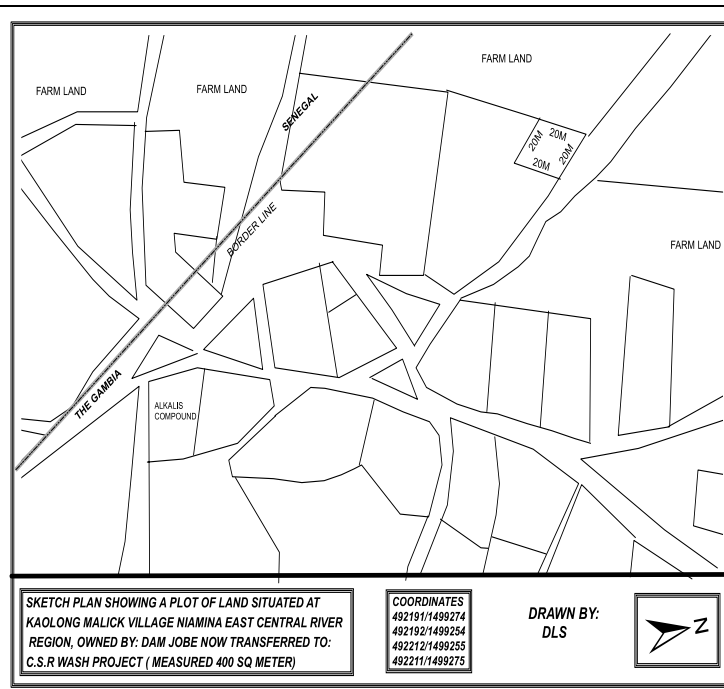 FARM LAND
FARM LAND
FARM LAND
SENEGAL
20M
20M
20M
20M
BORDER LINE
FARM LAND
THE GAMBIA
ALKALIS
COMPOUND
SKETCH PLAN SHOWING A PLOT OF LAND SITUATED AT
KAOLONG MALICK VILLAGE NIAMINA EAST CENTRAL RIVER
REGION, OWNED BY: DAM JOBE NOW TRANSFERRED TO:
C.S.R WASH PROJECT ( MEASURED 400 SQ METER)
COORDINATES
492191/1499274
492192/1499254
492212/1499255
492211/1499275
DRAWN BY:
DLS
N